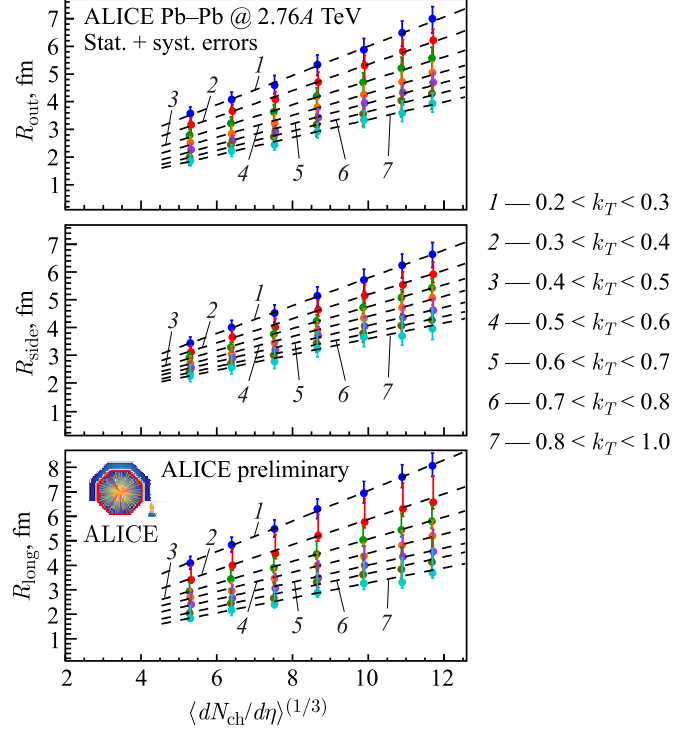 ALICE Pb–Pb @ 2.76A TeV
Stat. + syst. errors
R_out, fm
7
6
5
4
3
2
1
3 2 1
4 5 6 7
R_side, fm
7
6
5
4
3
2
1
3 2 1
4 5 6 7
ALICE preliminary
ALICE
R_long, fm
8
7
6
5
4
3
2
1
3 2 1
4 5 6 7
2 4 6 8 10 12
⟨dN_ch/dη⟩^(1/3)
1 — 0.2 < k_T < 0.3
2 — 0.3 < k_T < 0.4
3 — 0.4 < k_T < 0.5
4 — 0.5 < k_T < 0.6
5 — 0.6 < k_T < 0.7
6 — 0.7 < k_T < 0.8
7 — 0.8 < k_T < 1.0